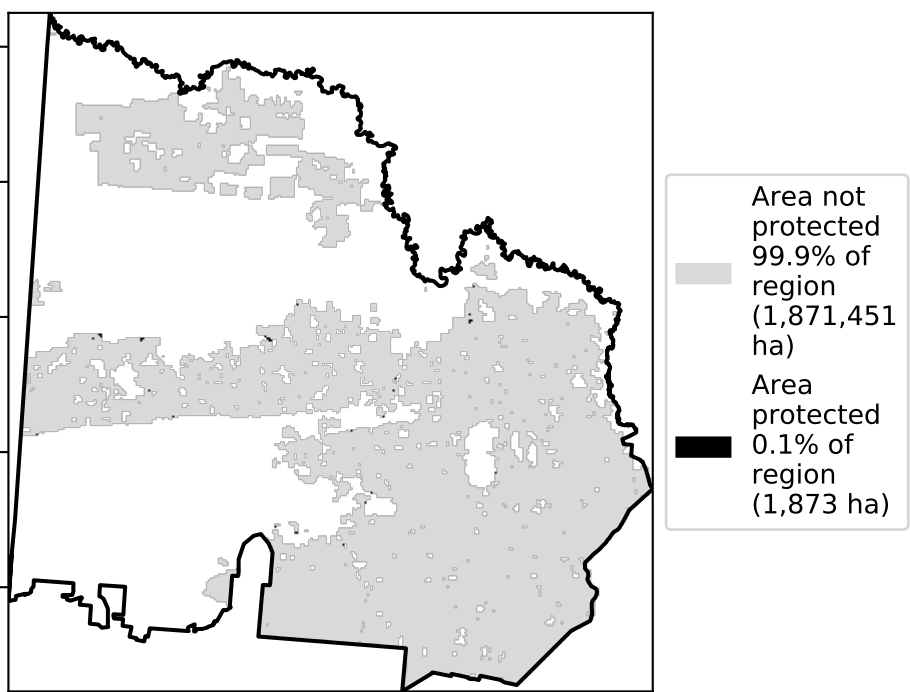 Area not
protected
99.9% of
region
(1,871,451
ha)
Area
protected
0.1% of
region
(1,873 ha)